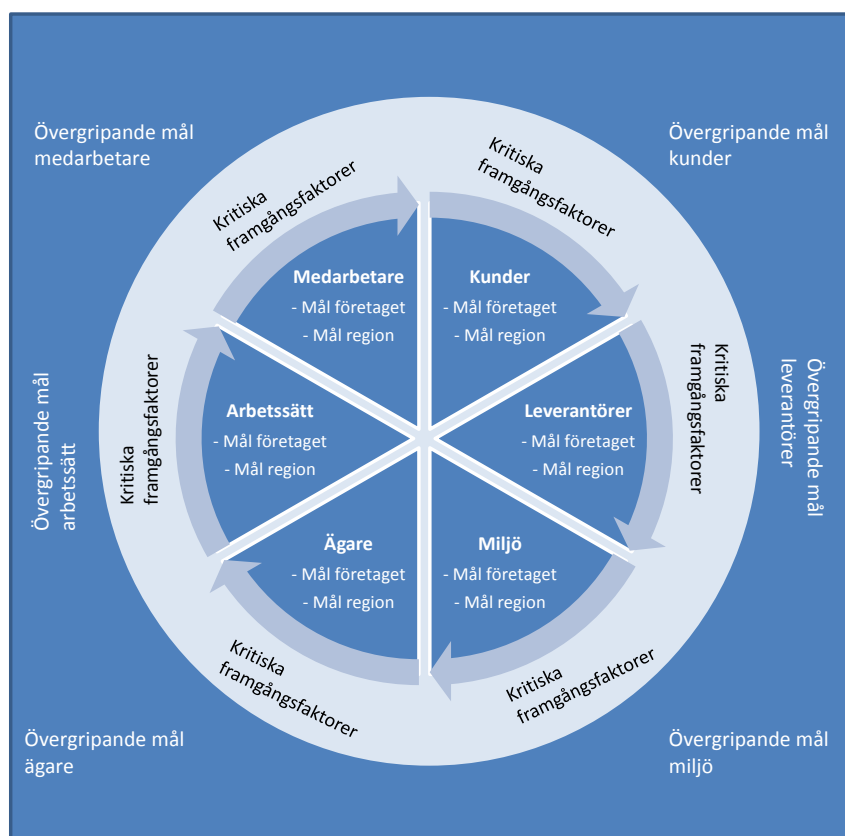 Övergripande mål
medarbetare
Övergripande mål
kunder
Kritiska
framgångsfaktorer
Kritiska
framgångsfaktorer
Medarbetare
- Mål företaget
- Mål region
Kunder
- Mål företaget
- Mål region
Övergripande mål
arbetssätt
Kritiska
framgångsfaktorer
Arbetssätt
- Mål företaget
- Mål region
Leverantörer
- Mål företaget
- Mål region
Kritiska
framgångsfaktorer
Övergripande mål
leverantörer
Ägare
- Mål företaget
- Mål region
Miljö
- Mål företaget
- Mål region
Kritiska
framgångsfaktorer
Kritiska
framgångsfaktorer
Övergripande mål
ägare
Övergripande mål
miljö